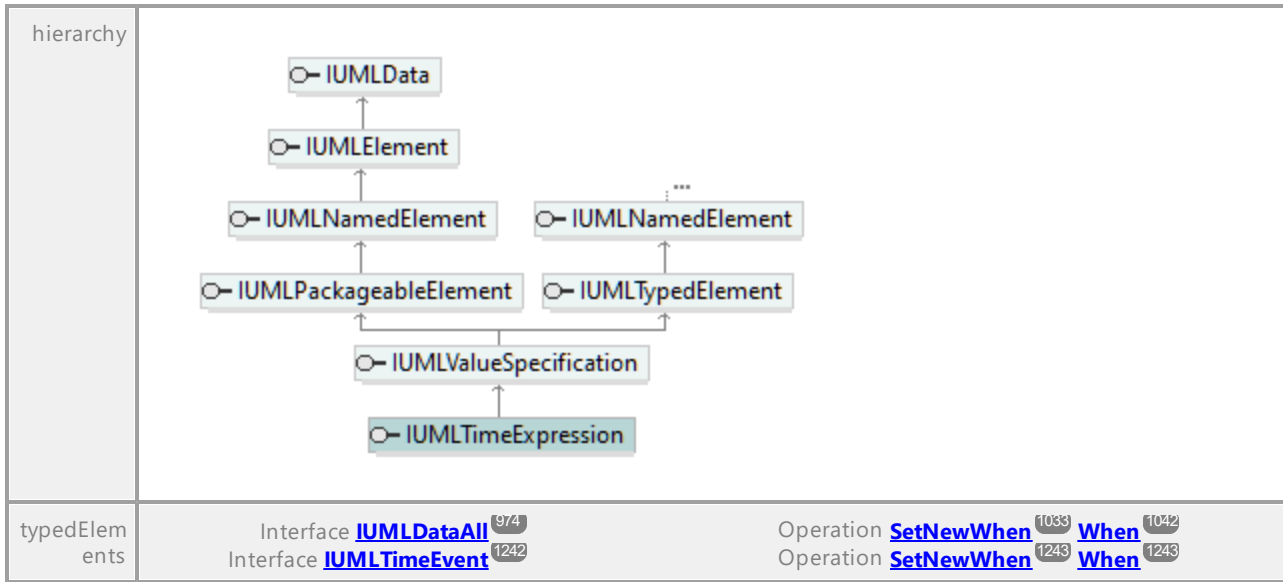 hierarchy
IUMLData
IUMLElement
...
IUMLNamedElement IUMLNamedElement
IUMLPackageableElement IUMLTypedElement
IUMLValueSpecification
IUMLTimeExpression
typedElem
ents
Interface IUMLDataAll 974 Operation SetNewWhen 1033 When 1042
Interface IUMLTimeEvent 1242 Operation SetNewWhen 1243 When 1243